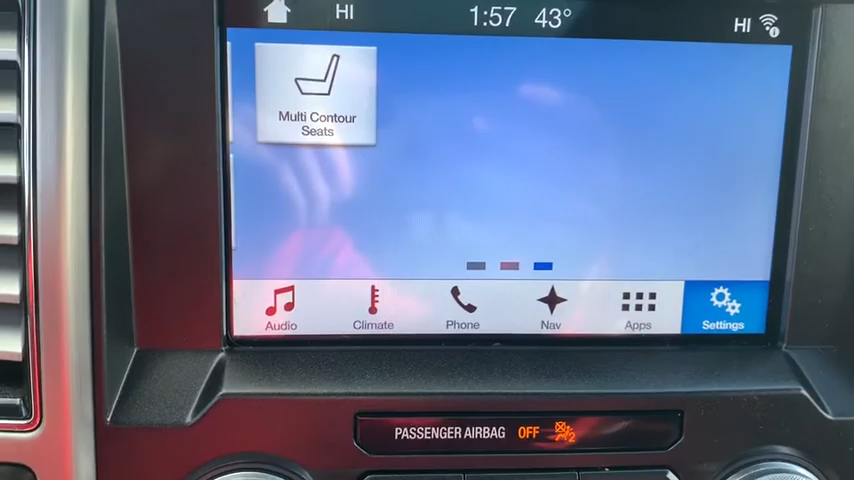 HI 1:57 43° HI
Multi Contour
Seats
Audio Climate Phone Nav Apps Settings
PASSENGER AIRBAG OFF